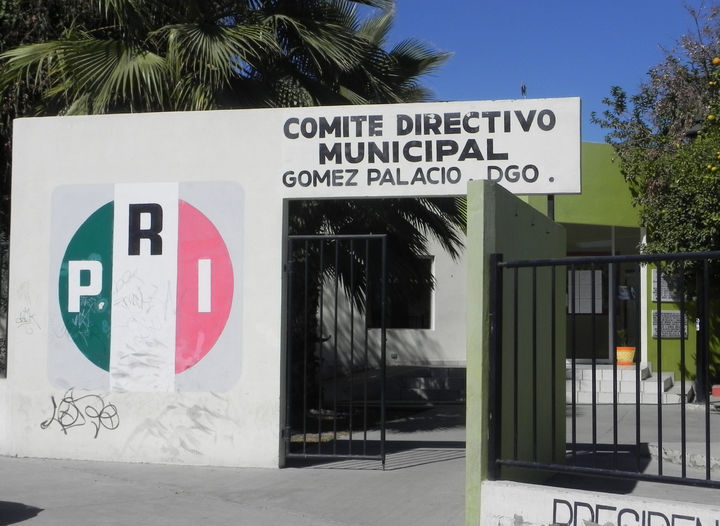 COMITE DIRECTIVO
MUNICIPAL
GOMEZ PALACIO . DGO .
PRI